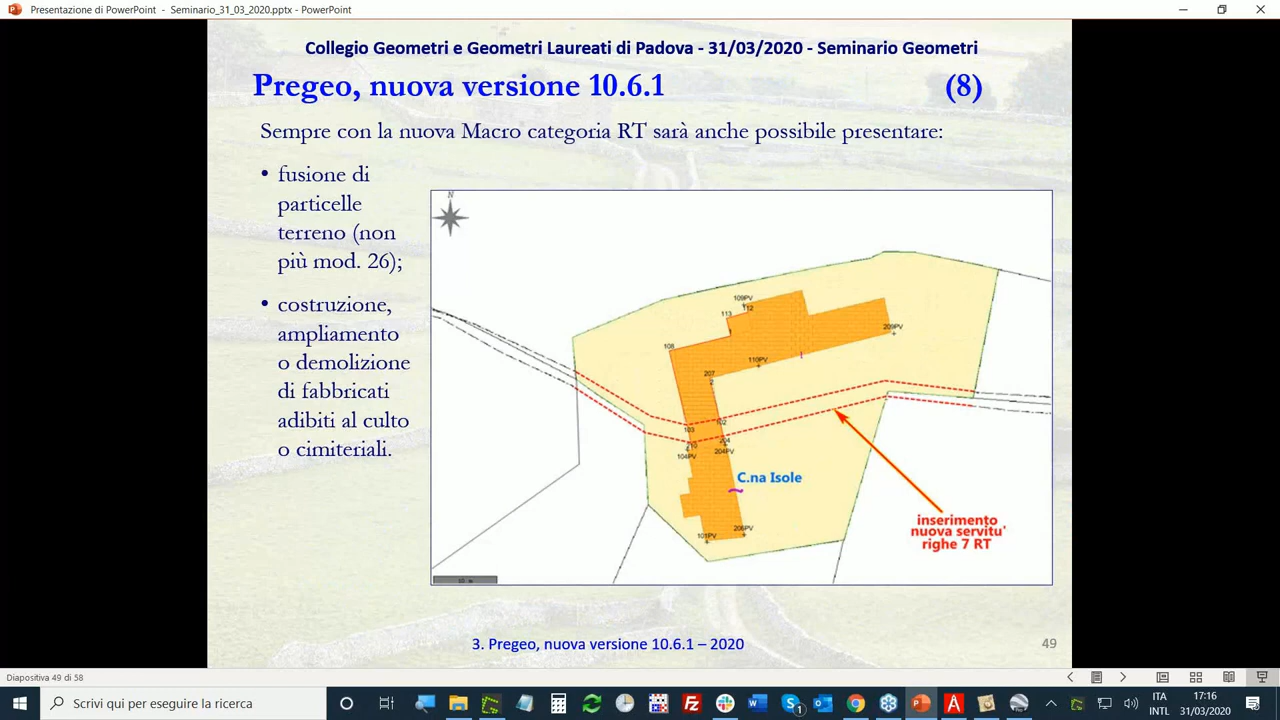 Presentazione di PowerPoint - Seminario_31_03_2020.pptx - PowerPoint
Collegio Geometri e Geometri Laureati di Padova - 31/03/2020 - Seminario Geometri
Pregeo, nuova versione 10.6.1 (8)
Sempre con la nuova Macro categoria RT sarà anche possibile presentare:
• fusione di
particelle
terreno (non
più mod. 26);
• costruzione,
ampliamento
o demolizione
di fabbricati
adibiti al culto
o cimiteriali.
N
109PV
112
113
1
209PV
108
110PV
207
2
102
103
204
204PV
104PV
C.na Isole
206PV
101PV
inserimento
nuova servitu'
righe 7 RT
3. Pregeo, nuova versione 10.6.1 – 2020
49
Diapositiva 49 di 58
Scrivi qui per eseguire la ricerca
ITA
INTL
17:16
31/03/2020